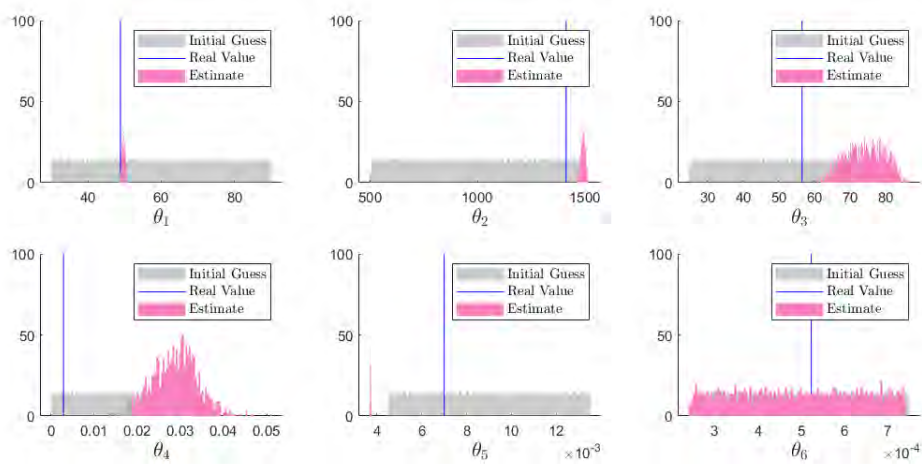 100
50
0
Initial Guess
Real Value
Estimate
40 60 80
θ1
100
50
0
Initial Guess
Real Value
Estimate
500 1000 1500
θ2
100
50
0
Initial Guess
Real Value
Estimate
30 40 50 60 70 80
θ3
100
50
0
Initial Guess
Real Value
Estimate
0 0.01 0.02 0.03 0.04 0.05
θ4
100
50
0
Initial Guess
Real Value
Estimate
4 6 8 10 12
θ5 ×10⁻³
100
50
0
Initial Guess
Real Value
Estimate
3 4 5 6 7
θ6 ×10⁻⁴